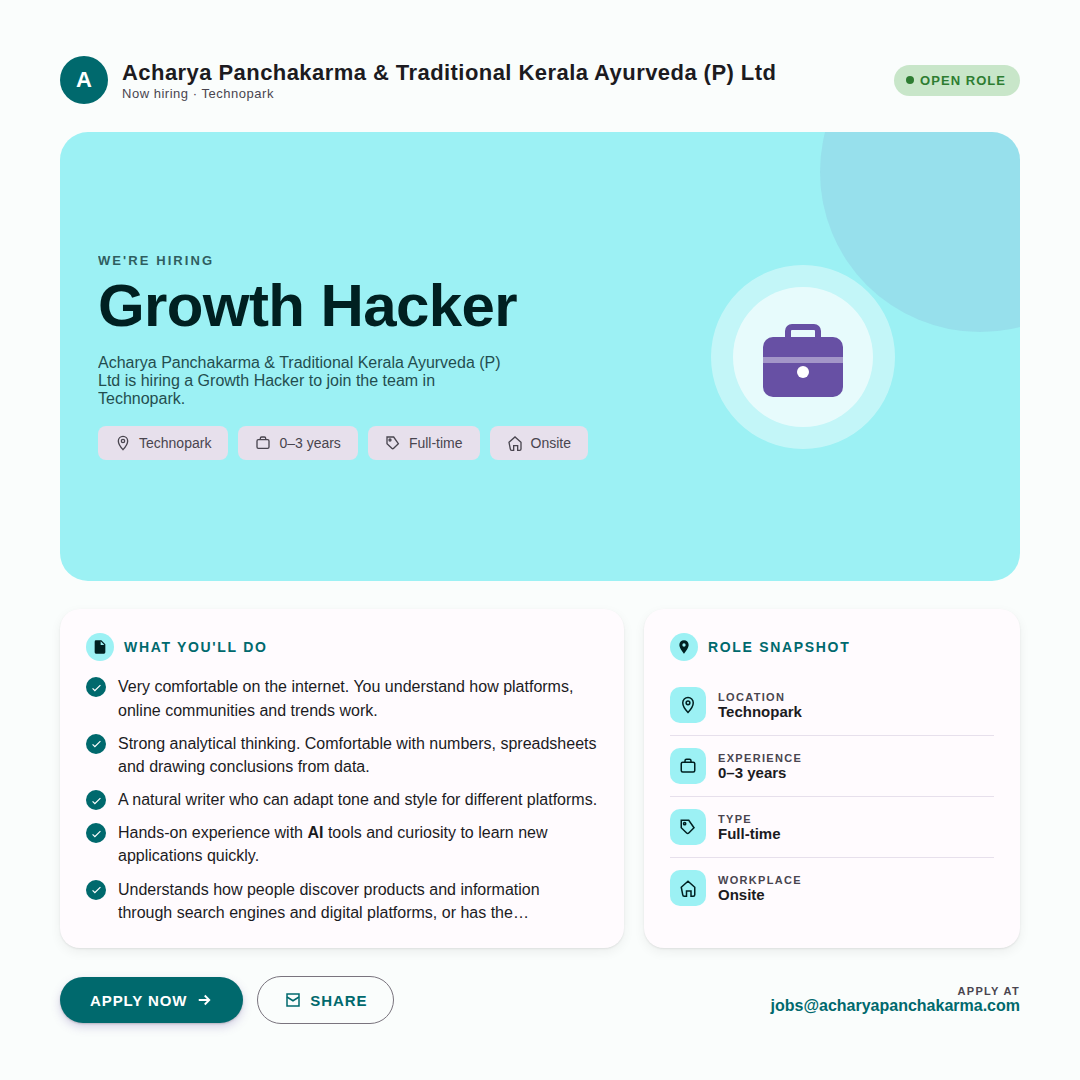 A
Acharya Panchakarma & Traditional Kerala Ayurveda (P) Ltd
Now hiring · Technopark
OPEN ROLE
WE'RE HIRING
Growth Hacker
Acharya Panchakarma & Traditional Kerala Ayurveda (P)
Ltd is hiring a Growth Hacker to join the team in
Technopark.
Technopark
0–3 years
Full-time
Onsite
WHAT YOU'LL DO
Very comfortable on the internet. You understand how platforms,
online communities and trends work.
Strong analytical thinking. Comfortable with numbers, spreadsheets
and drawing conclusions from data.
A natural writer who can adapt tone and style for different platforms.
Hands-on experience with AI tools and curiosity to learn new
applications quickly.
Understands how people discover products and information
through search engines and digital platforms, or has the…
ROLE SNAPSHOT
LOCATION
Technopark
EXPERIENCE
0–3 years
TYPE
Full-time
WORKPLACE
Onsite
APPLY NOW
SHARE
APPLY AT
jobs@acharyapanchakarma.com